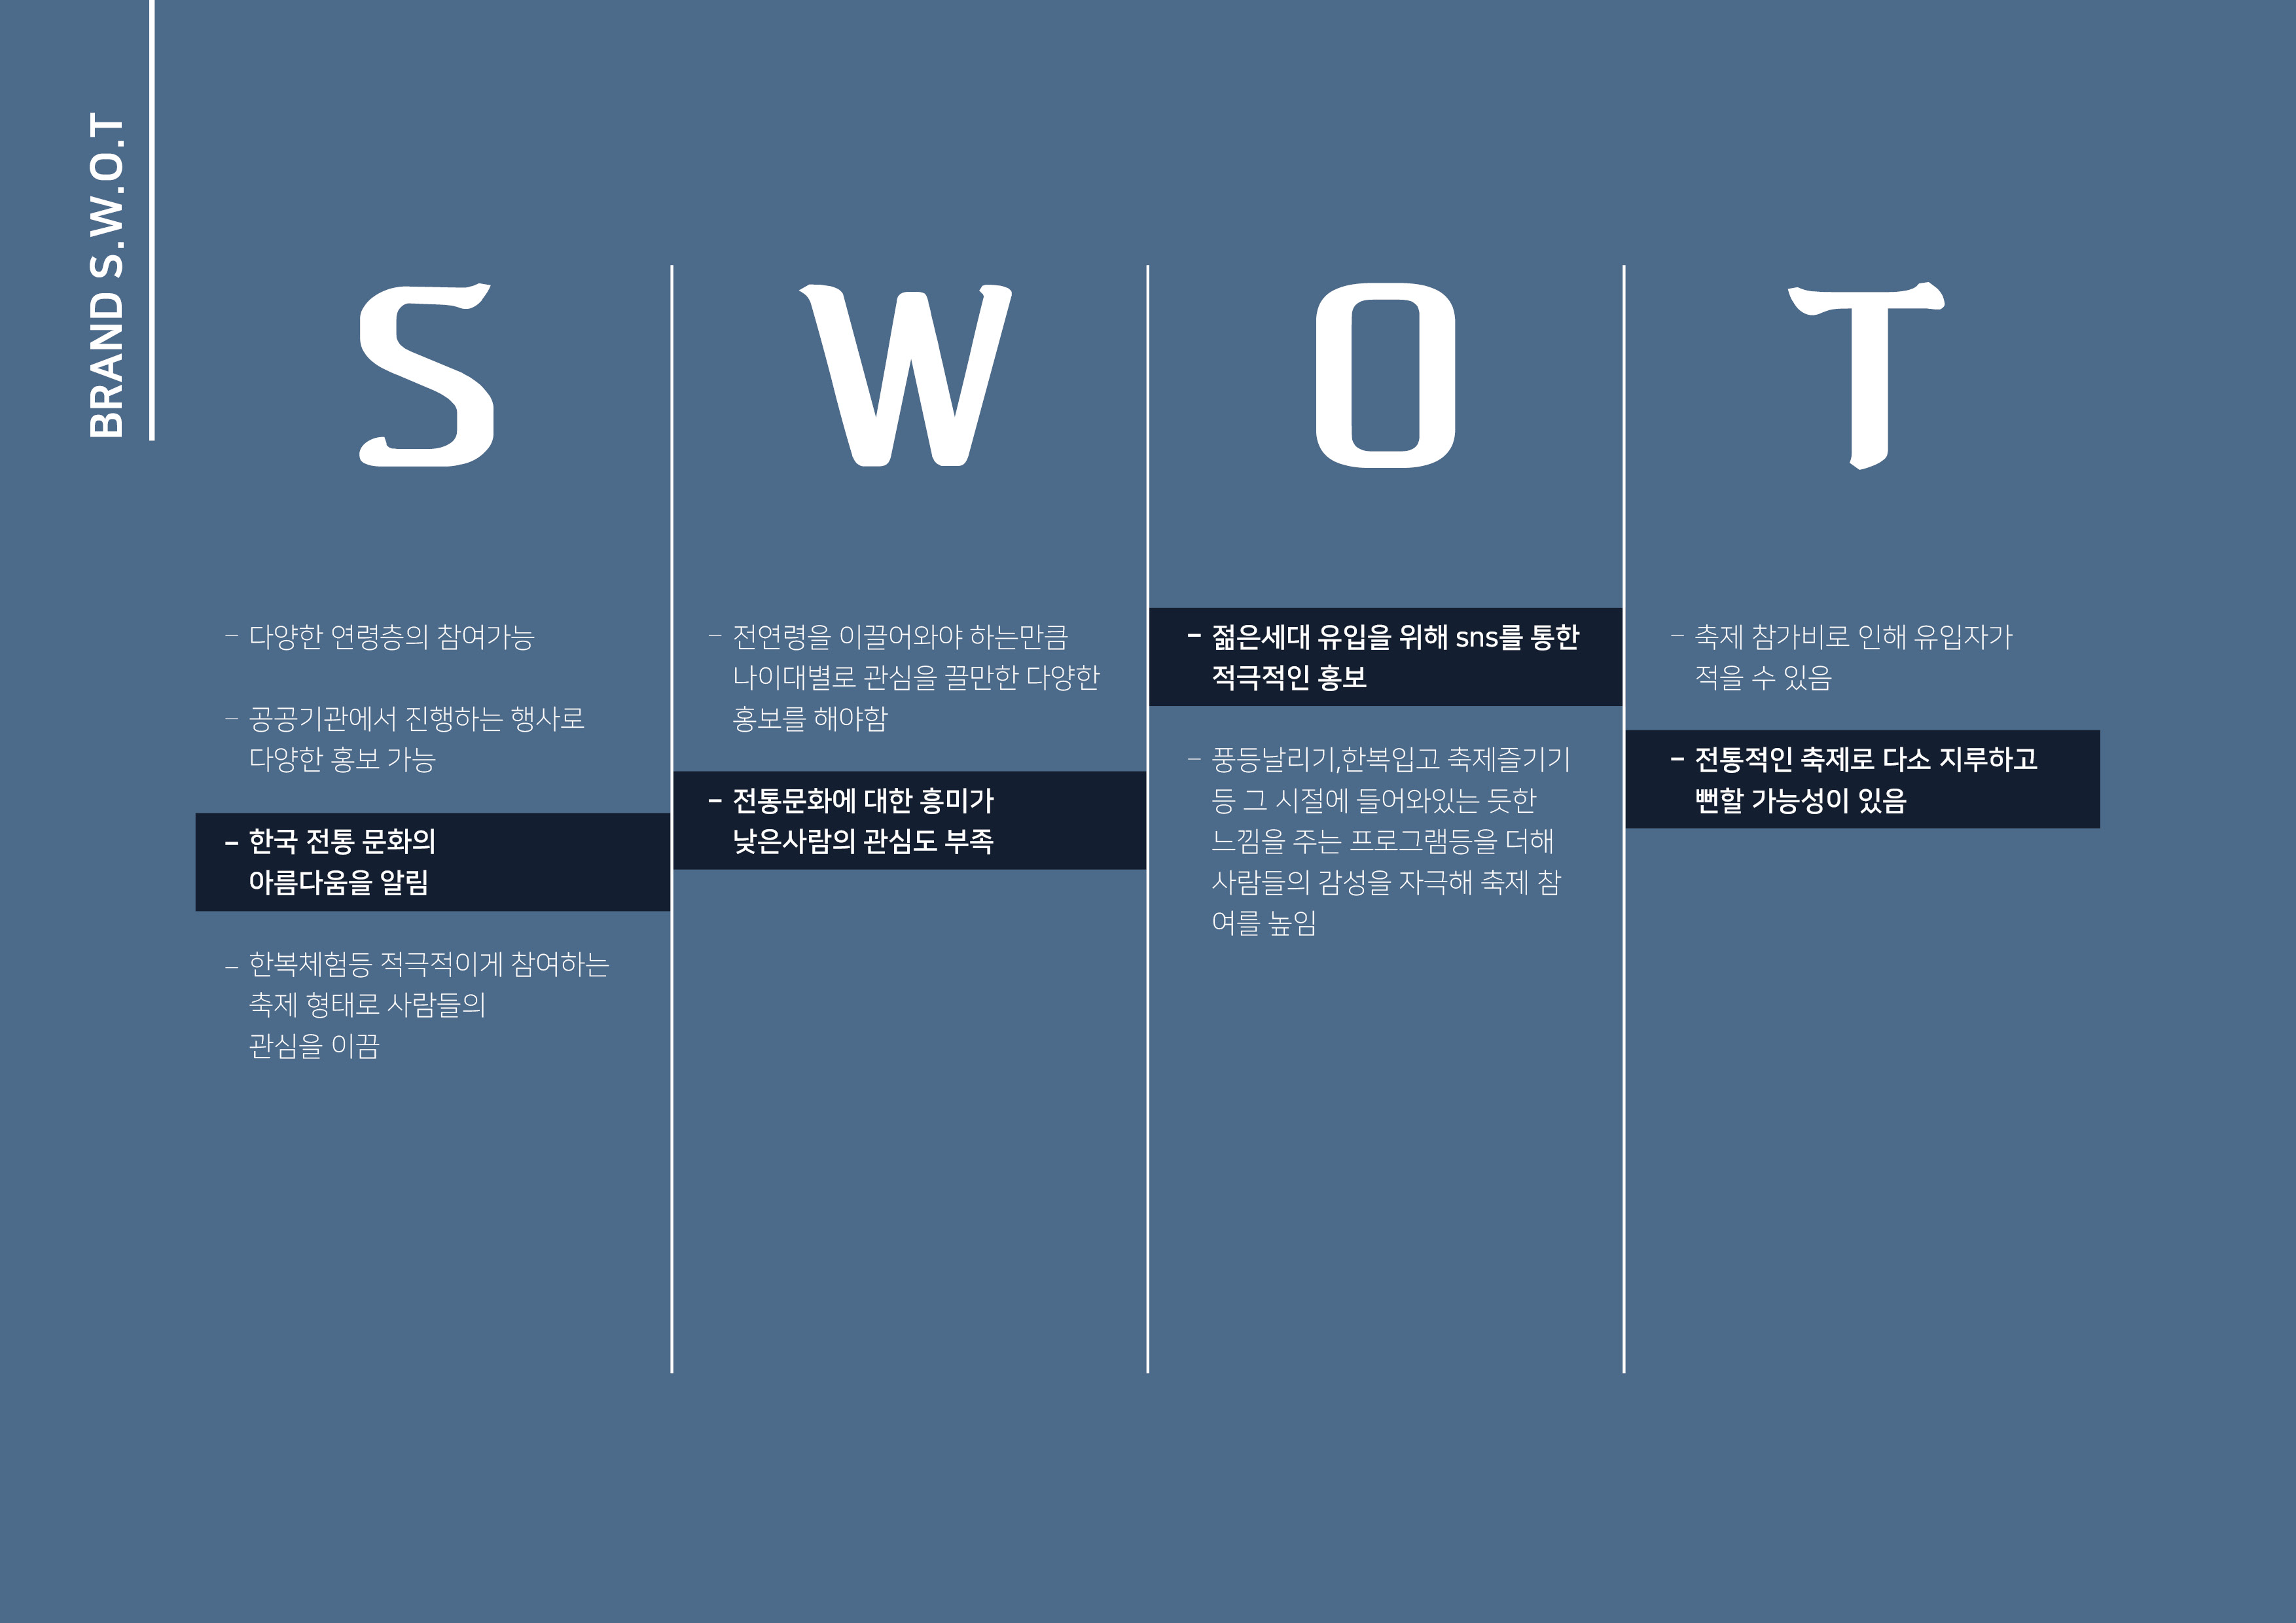 BRAND S.W.O.T
S
– 다양한 연령층의 참여가능
– 공공기관에서 진행하는 행사로
다양한 홍보 가능
– 한국 전통 문화의
아름다움을 알림
– 한복체험등 적극적이게 참여하는
축제 형태로 사람들의
관심을 이끔
W
– 전연령을 이끌어와야 하는만큼
나이대별로 관심을 끌만한 다양한
홍보를 해야함
– 전통문화에 대한 흥미가
낮은사람의 관심도 부족
O
– 젊은세대 유입을 위해 sns를 통한
적극적인 홍보
– 풍등날리기,한복입고 축제즐기기
등 그 시절에 들어와있는 듯한
느낌을 주는 프로그램등을 더해
사람들의 감성을 자극해 축제 참
여를 높임
T
– 축제 참가비로 인해 유입자가
적을 수 있음
– 전통적인 축제로 다소 지루하고
뻔할 가능성이 있음